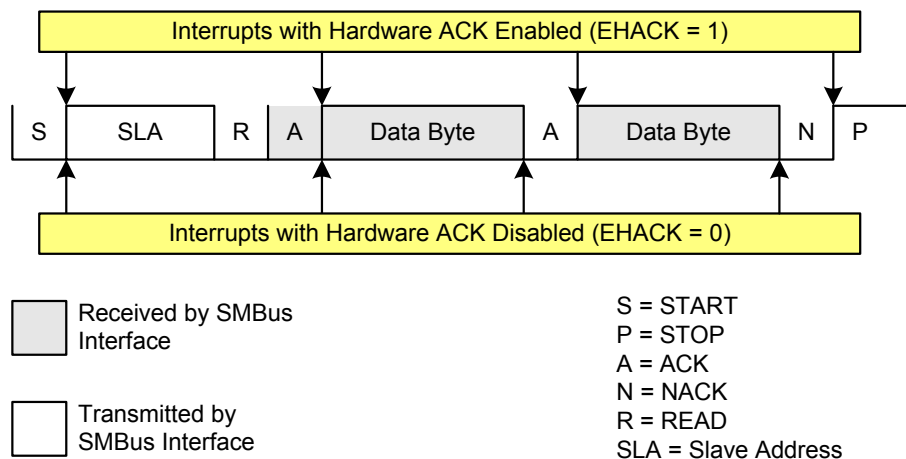 Interrupts with Hardware ACK Enabled (EHACK = 1)
S SLA R A Data Byte A Data Byte N P
Interrupts with Hardware ACK Disabled (EHACK = 0)
Received by SMBus
Interface
Transmitted by
SMBus Interface
S = START
P = STOP
A = ACK
N = NACK
R = READ
SLA = Slave Address